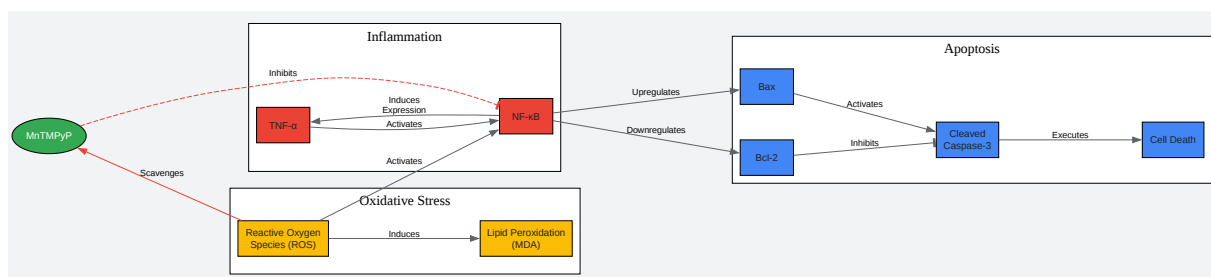 Inflammation
Apoptosis
Inhibits
Bax
Induces
Expression
Upregulates
Activates
TNF-α
NF-κB
Activates
MnTMPyP
Downregulates
Cleaved
Caspase-3
Executes
Cell Death
Bcl-2
Inhibits
Activates
Scavenges
Oxidative Stress
Reactive Oxygen
Species (ROS)
Induces
Lipid Peroxidation
(MDA)